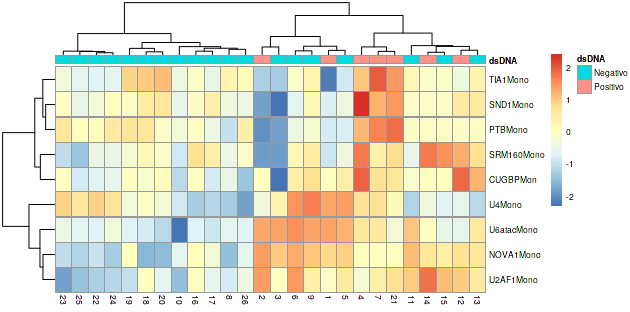 dsDNA
TIA1Mono
SND1Mono
PTBMono
SRM160Mono
CUGBPMon
U4Mono
U6atacMono
NOVA1Mono
U2AF1Mono
23 25 22 24 19 18 20 10 16 17 8 26 2 3 6 9 1 5 4 7 21 11 14 15 12 13
2
1
0
-1
-2
dsDNA
Negativo
Positivo